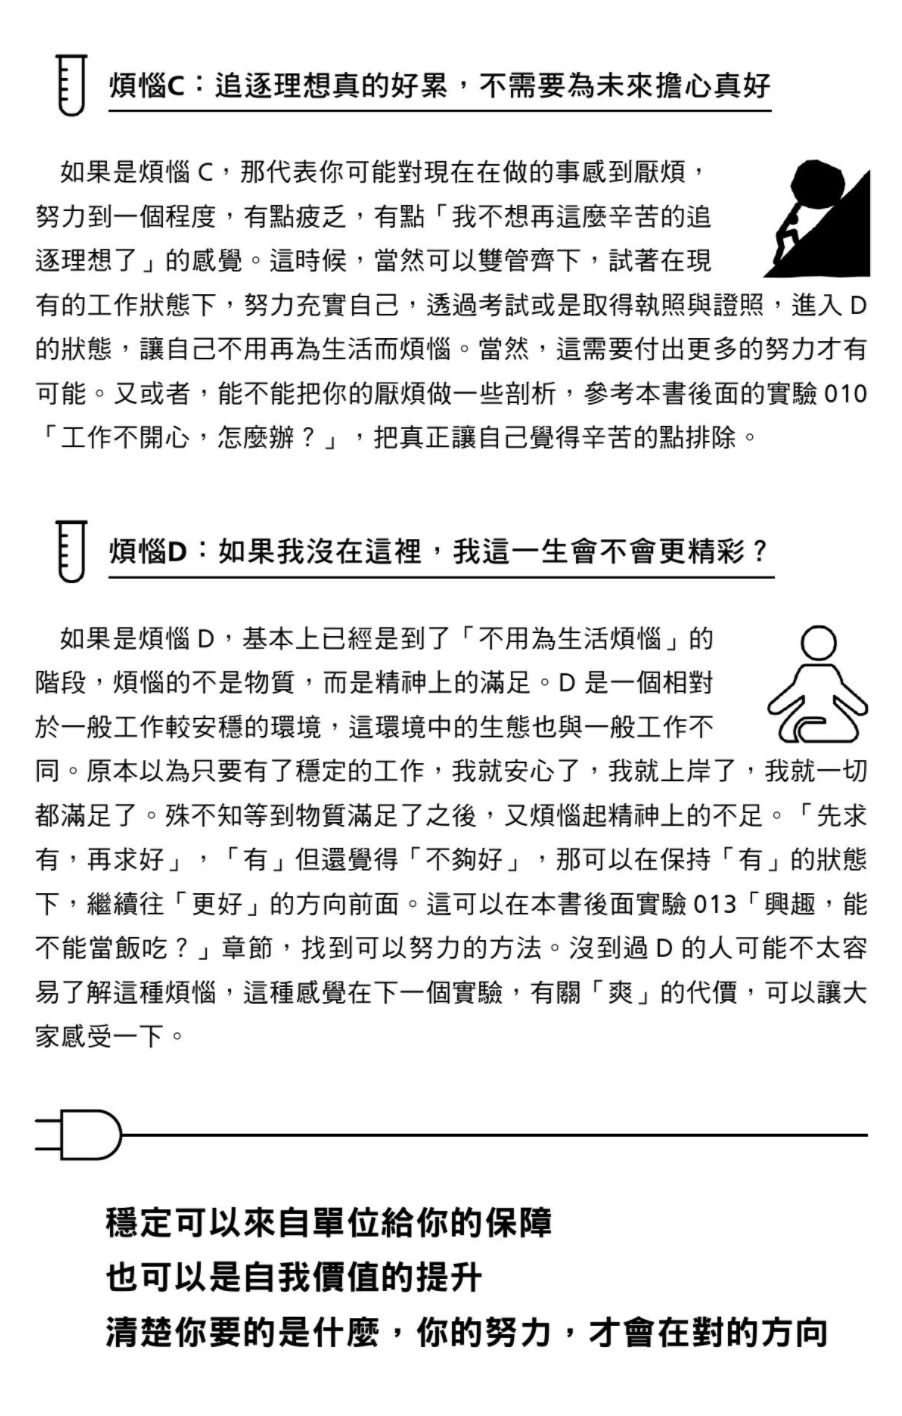 煩惱C：追逐理想真的好累，不需要為未來擔心真好
如果是煩惱 C，那代表你可能對現在在做的事感到厭煩，
努力到一個程度，有點疲乏，有點「我不想再這麼辛苦的追
逐理想了」的感覺。這時候，當然可以雙管齊下，試著在現
有的工作狀態下，努力充實自己，透過考試或是取得執照與證照，進入 D
的狀態，讓自己不用再為生活而煩惱。當然，這需要付出更多的努力才有
可能。又或者，能不能把你的厭煩做一些剖析，參考本書後面的實驗 010
「工作不開心，怎麼辦？」，把真正讓自己覺得辛苦的點排除。
煩惱D：如果我沒在這裡，我這一生會不會更精彩？
如果是煩惱 D，基本上已經是到了「不用為生活煩惱」的
階段，煩惱的不是物質，而是精神上的滿足。D 是一個相對
於一般工作較安穩的環境，這環境中的生態也與一般工作不
同。原本以為只要有了穩定的工作，我就安心了，我就上岸了，我就一切
都滿足了。殊不知等到物質滿足了之後，又煩惱起精神上的不足。「先求
有，再求好」，「有」但還覺得「不夠好」，那可以在保持「有」的狀態
下，繼續往「更好」的方向前面。這可以在本書後面實驗 013「興趣，能
不能當飯吃？」章節，找到可以努力的方法。沒到過 D 的人可能不太容
易了解這種煩惱，這種感覺在下一個實驗，有關「爽」的代價，可以讓大
家感受一下。
穩定可以來自單位給你的保障
也可以是自我價值的提升
清楚你要的是什麼，你的努力，才會在對的方向